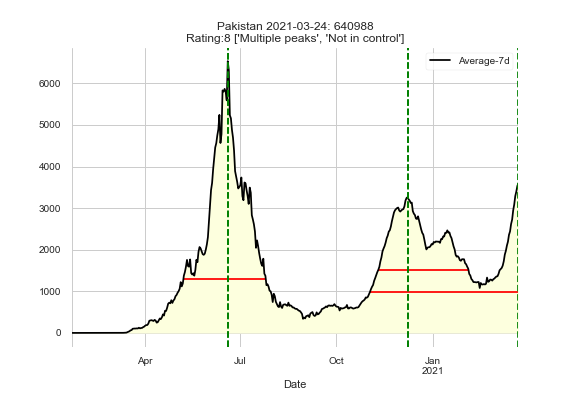 Pakistan 2021-03-24: 640988
Rating:8 ['Multiple peaks', 'Not in control']
Average-7d
6000
5000
4000
3000
2000
1000
0
Apr
Jul
Oct
Jan
2021
Date